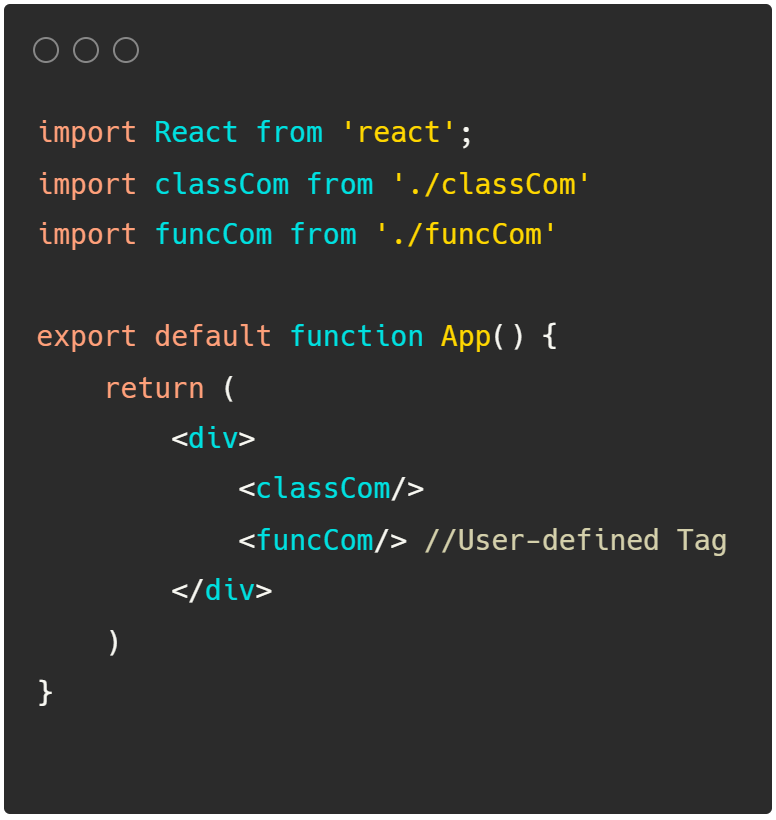 import React from 'react';
import classCom from './classCom'
import funcCom from './funcCom'
export default function App() {
return (
<div>
<classCom/>
<funcCom/> //User-defined Tag
</div>
)
}